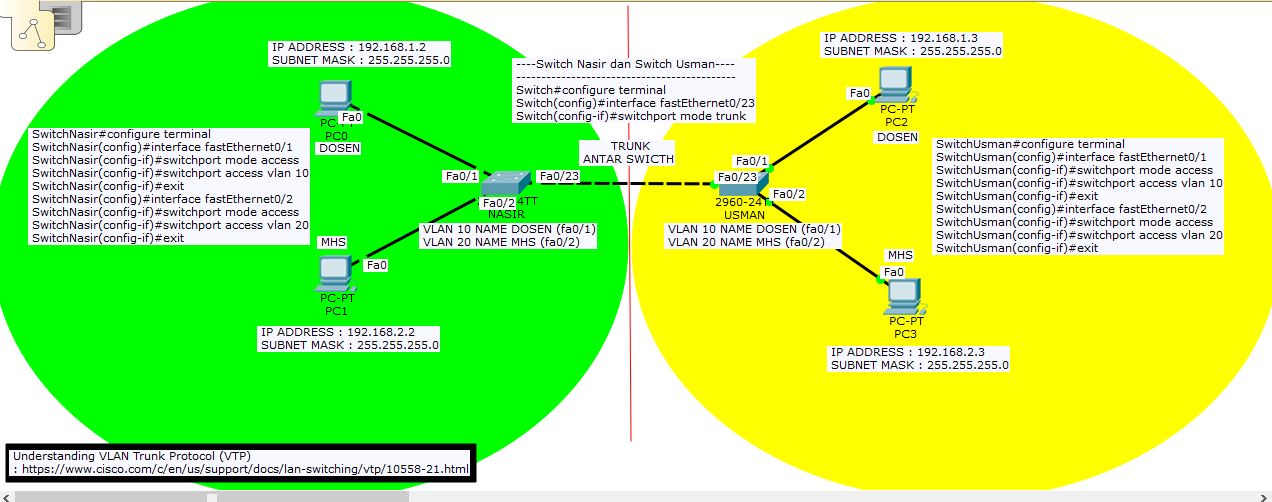 IP ADDRESS : 192.168.1.2
SUBNET MASK : 255.255.255.0
Fa0
PC0
DOSEN
SwitchNasir#configure terminal
SwitchNasir(config)#interface fastEthernet0/1
SwitchNasir(config-if)#switchport mode access
SwitchNasir(config-if)#switchport access vlan 10
SwitchNasir(config-if)#exit
SwitchNasir(config)#interface fastEthernet0/2
SwitchNasir(config-if)#switchport mode access
SwitchNasir(config-if)#switchport access vlan 20
SwitchNasir(config-if)#exit
MHS
Fa0
PC-PT
PC1
IP ADDRESS : 192.168.2.2
SUBNET MASK : 255.255.255.0
Fa0/1
Fa0/23
Fa0/2
4TT
NASIR
VLAN 10 NAME DOSEN (fa0/1)
VLAN 20 NAME MHS (fa0/2)
----Switch Nasir dan Switch Usman----
-------------------------------------------
Switch#configure terminal
Switch(config)#interface fastEthernet0/23
Switch(config-if)#switchport mode trunk
TRUNK
ANTAR SWICTH
IP ADDRESS : 192.168.1.3
SUBNET MASK : 255.255.255.0
Fa0
PC-PT
PC2
DOSEN
Fa0/1
Fa0/23
Fa0/2
2960-24T
USMAN
VLAN 10 NAME DOSEN (fa0/1)
VLAN 20 NAME MHS (fa0/2)
SwitchUsman#configure terminal
SwitchUsman(config)#interface fastEthernet0/1
SwitchUsman(config-if)#switchport mode access
SwitchUsman(config-if)#switchport access vlan 10
SwitchUsman(config-if)#exit
SwitchUsman(config)#interface fastEthernet0/2
SwitchUsman(config-if)#switchport mode access
SwitchUsman(config-if)#switchport access vlan 20
SwitchUsman(config-if)#exit
MHS
Fa0
PC-PT
PC3
IP ADDRESS : 192.168.2.3
SUBNET MASK : 255.255.255.0
Understanding VLAN Trunk Protocol (VTP)
: https://www.cisco.com/c/en/us/support/docs/lan-switching/vtp/10558-21.html